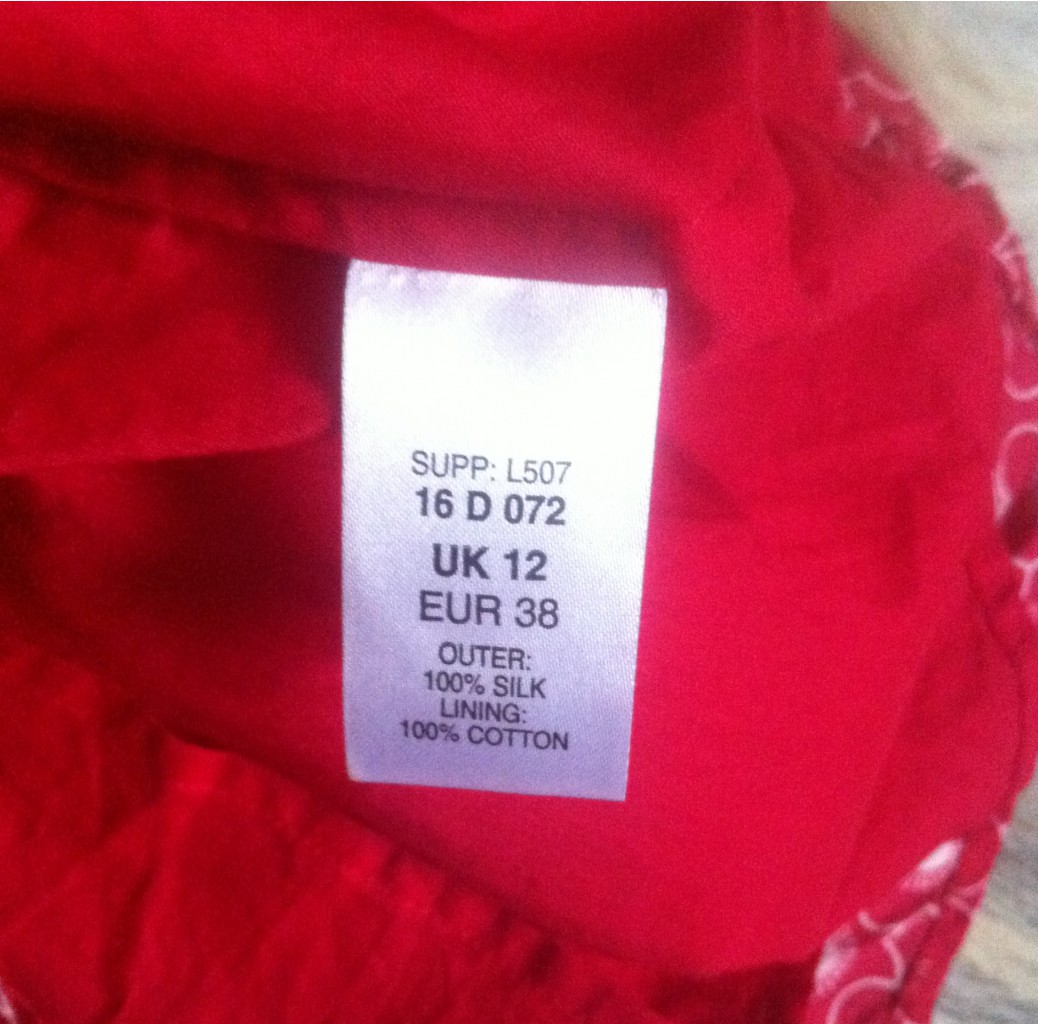 SUPP: L507
16 D 072
UK 12
EUR 38
OUTER:
100% SILK
LINING:
100% COTTON